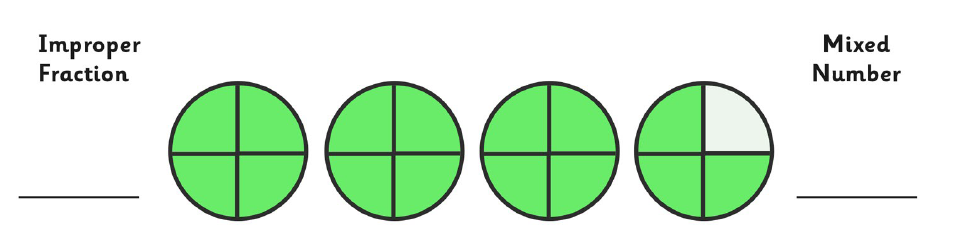 Improper
Fraction
Mixed
Number